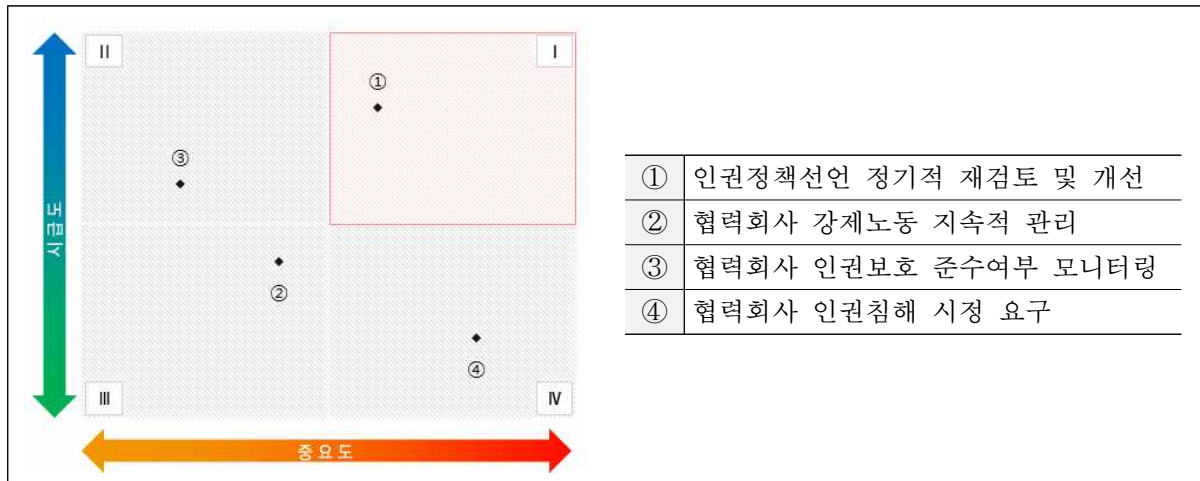 II
I
①
③
시급도
②
④
III
IV
중요도
① 인권정책선언 정기적 재검토 및 개선
② 협력회사 강제노동 지속적 관리
③ 협력회사 인권보호 준수여부 모니터링
④ 협력회사 인권침해 시정 요구